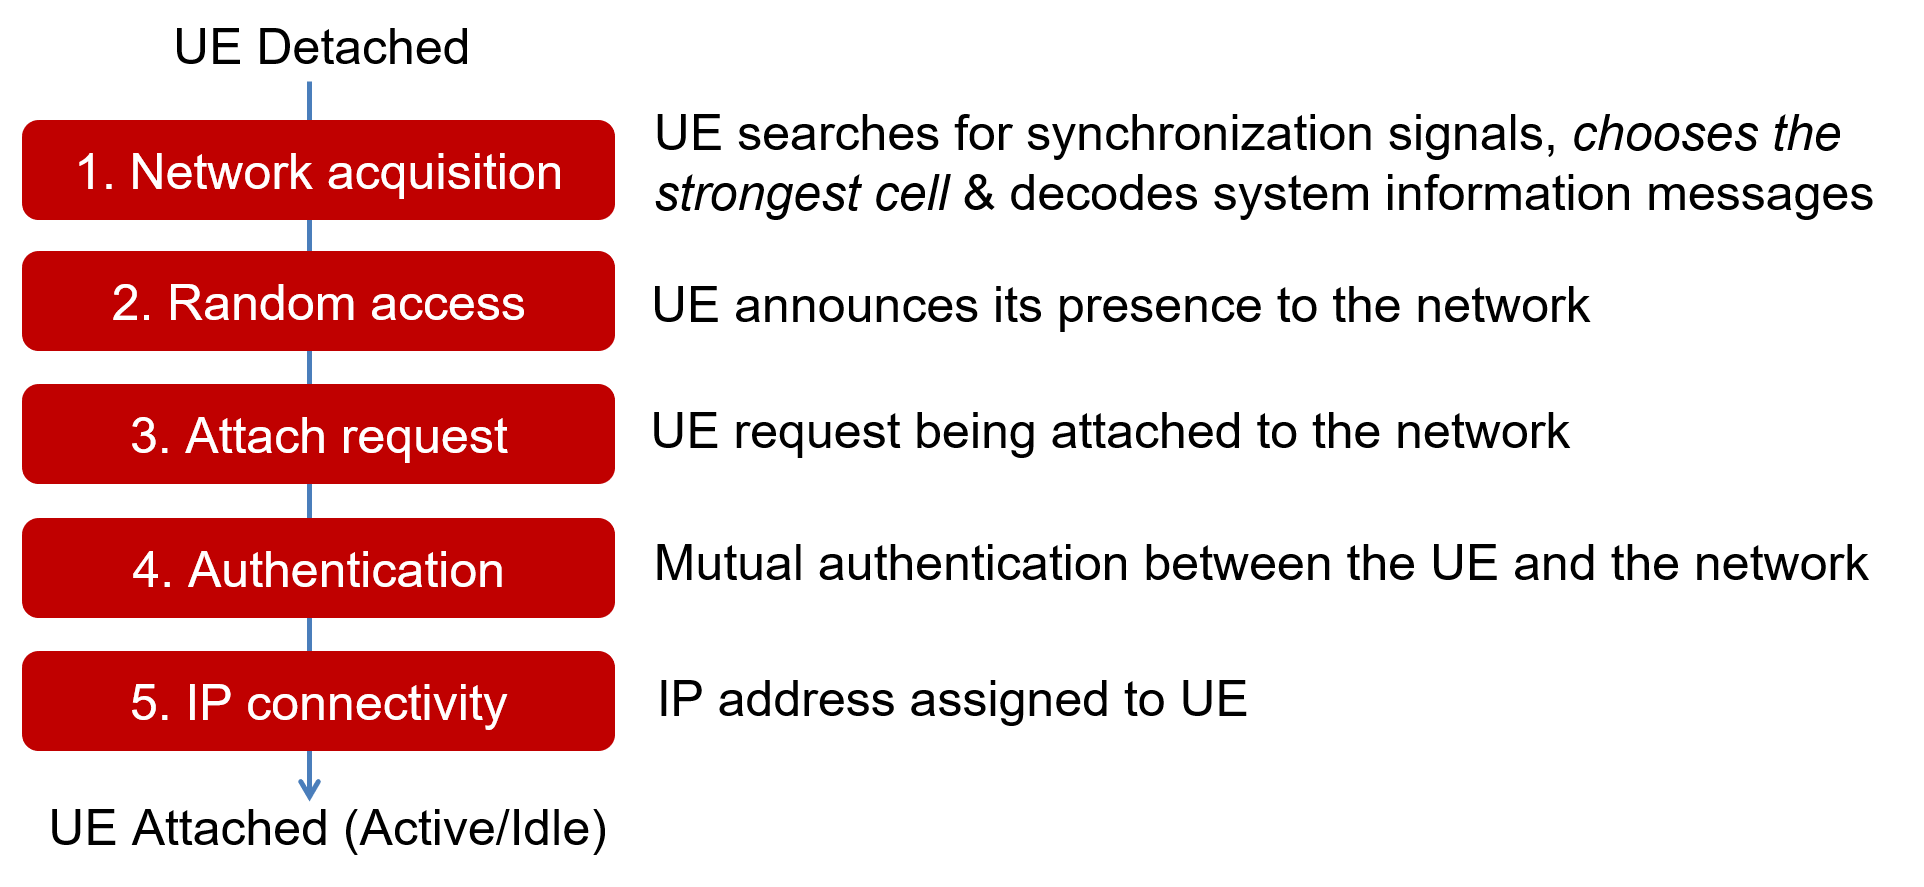 UE Detached
1. Network acquisition
UE searches for synchronization signals, chooses the
strongest cell & decodes system information messages
2. Random access
UE announces its presence to the network
3. Attach request
UE request being attached to the network
4. Authentication
Mutual authentication between the UE and the network
5. IP connectivity
IP address assigned to UE
UE Attached (Active/Idle)